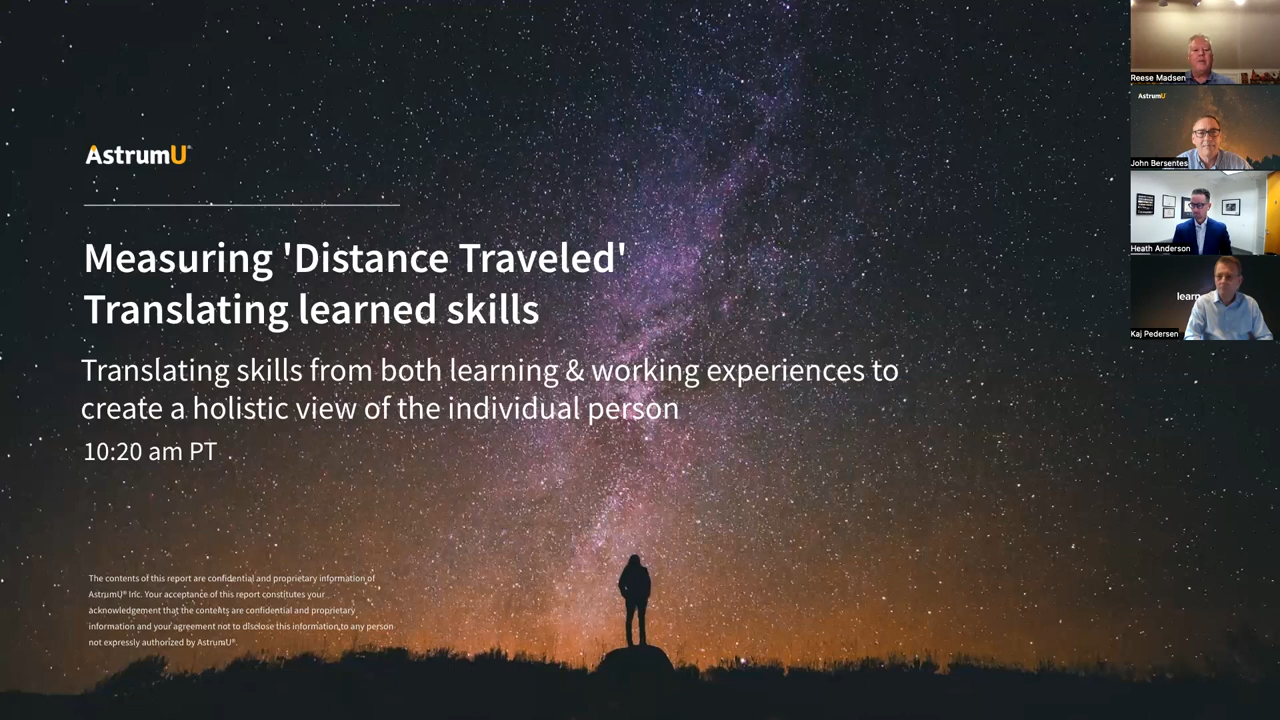 AstrumU®
Measuring 'Distance Traveled'
Translating learned skills
Translating skills from both learning & working experiences to
create a holistic view of the individual person
10:20 am PT
The contents of this report are confidential and proprietary information of
AstrumU® Inc. Your acceptance of this report constitutes your
acknowledgement that the contents are confidential and proprietary
information and your agreement not to disclose this information to any person
not expressly authorized by AstrumU®.
Reese Madsen
AstrumU
John Bersentes
Heath Anderson
learn
Kaj Pedersen